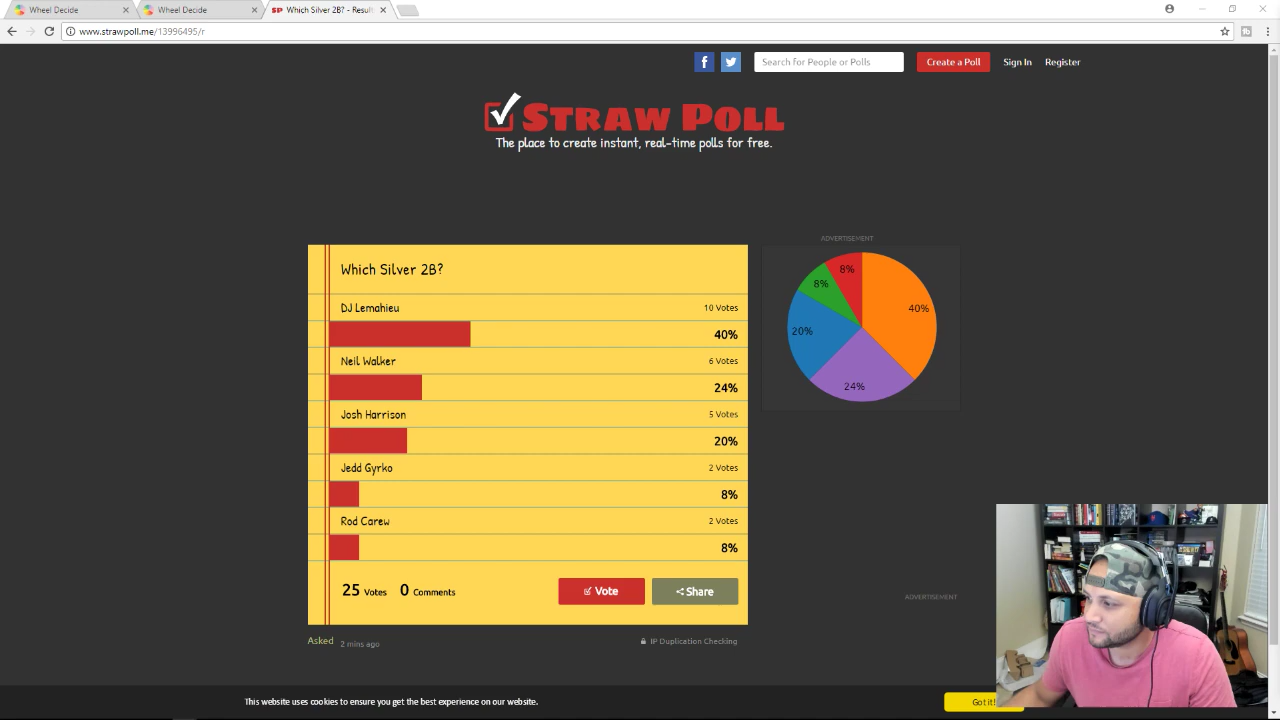 Wheel Decide
Wheel Decide
SP Which Silver 2B? - Result
www.strawpoll.me/13996495/r
f
Search for People or Polls
Create a Poll
Sign In
Register
STRAW POLL
The place to create instant, real-time polls for free.
ADVERTISEMENT
Which Silver 2B?
DJ Lemahieu
10 Votes
40%
Neil Walker
6 Votes
24%
Josh Harrison
5 Votes
20%
Jedd Gyrko
2 Votes
8%
Rod Carew
2 Votes
8%
25 Votes 0 Comments
Vote
Share
8%
8%
40%
20%
24%
ADVERTISEMENT
Asked 2 mins ago
IP Duplication Checking
This website uses cookies to ensure you get the best experience on our website.
Got it!